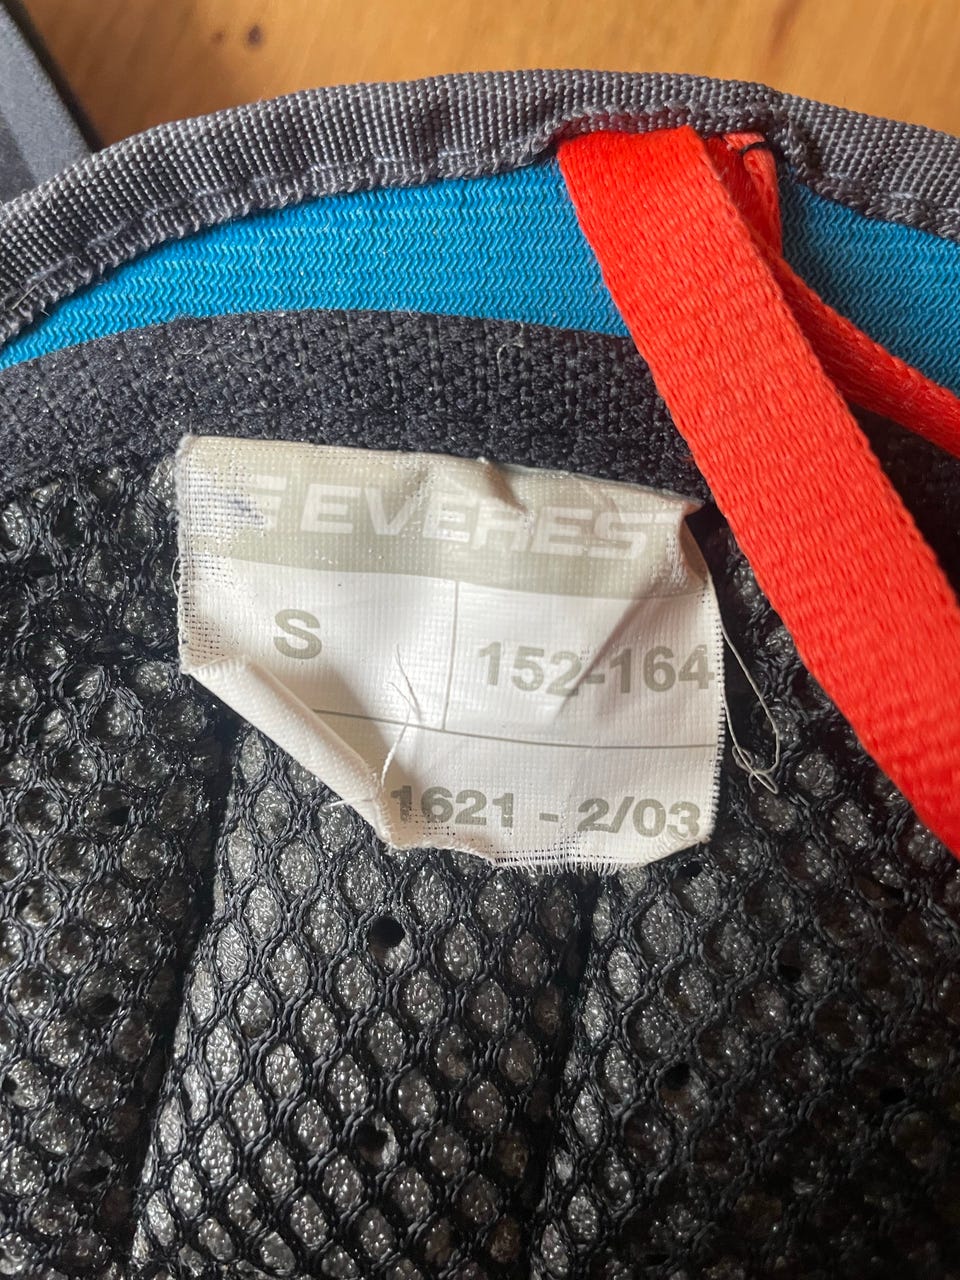 EVEREST
S
152-164
1621 - 2/03